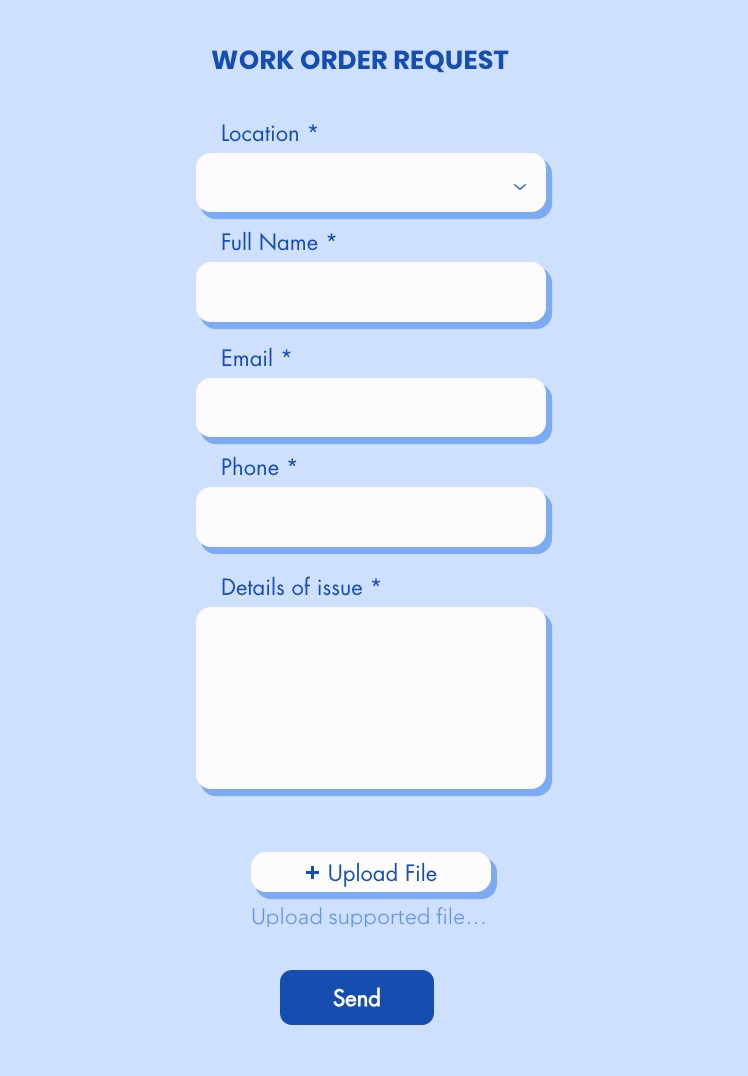 WORK ORDER REQUEST
Location *
Full Name *
Email *
Phone *
Details of issue *
+ Upload File
Upload supported file...
Send